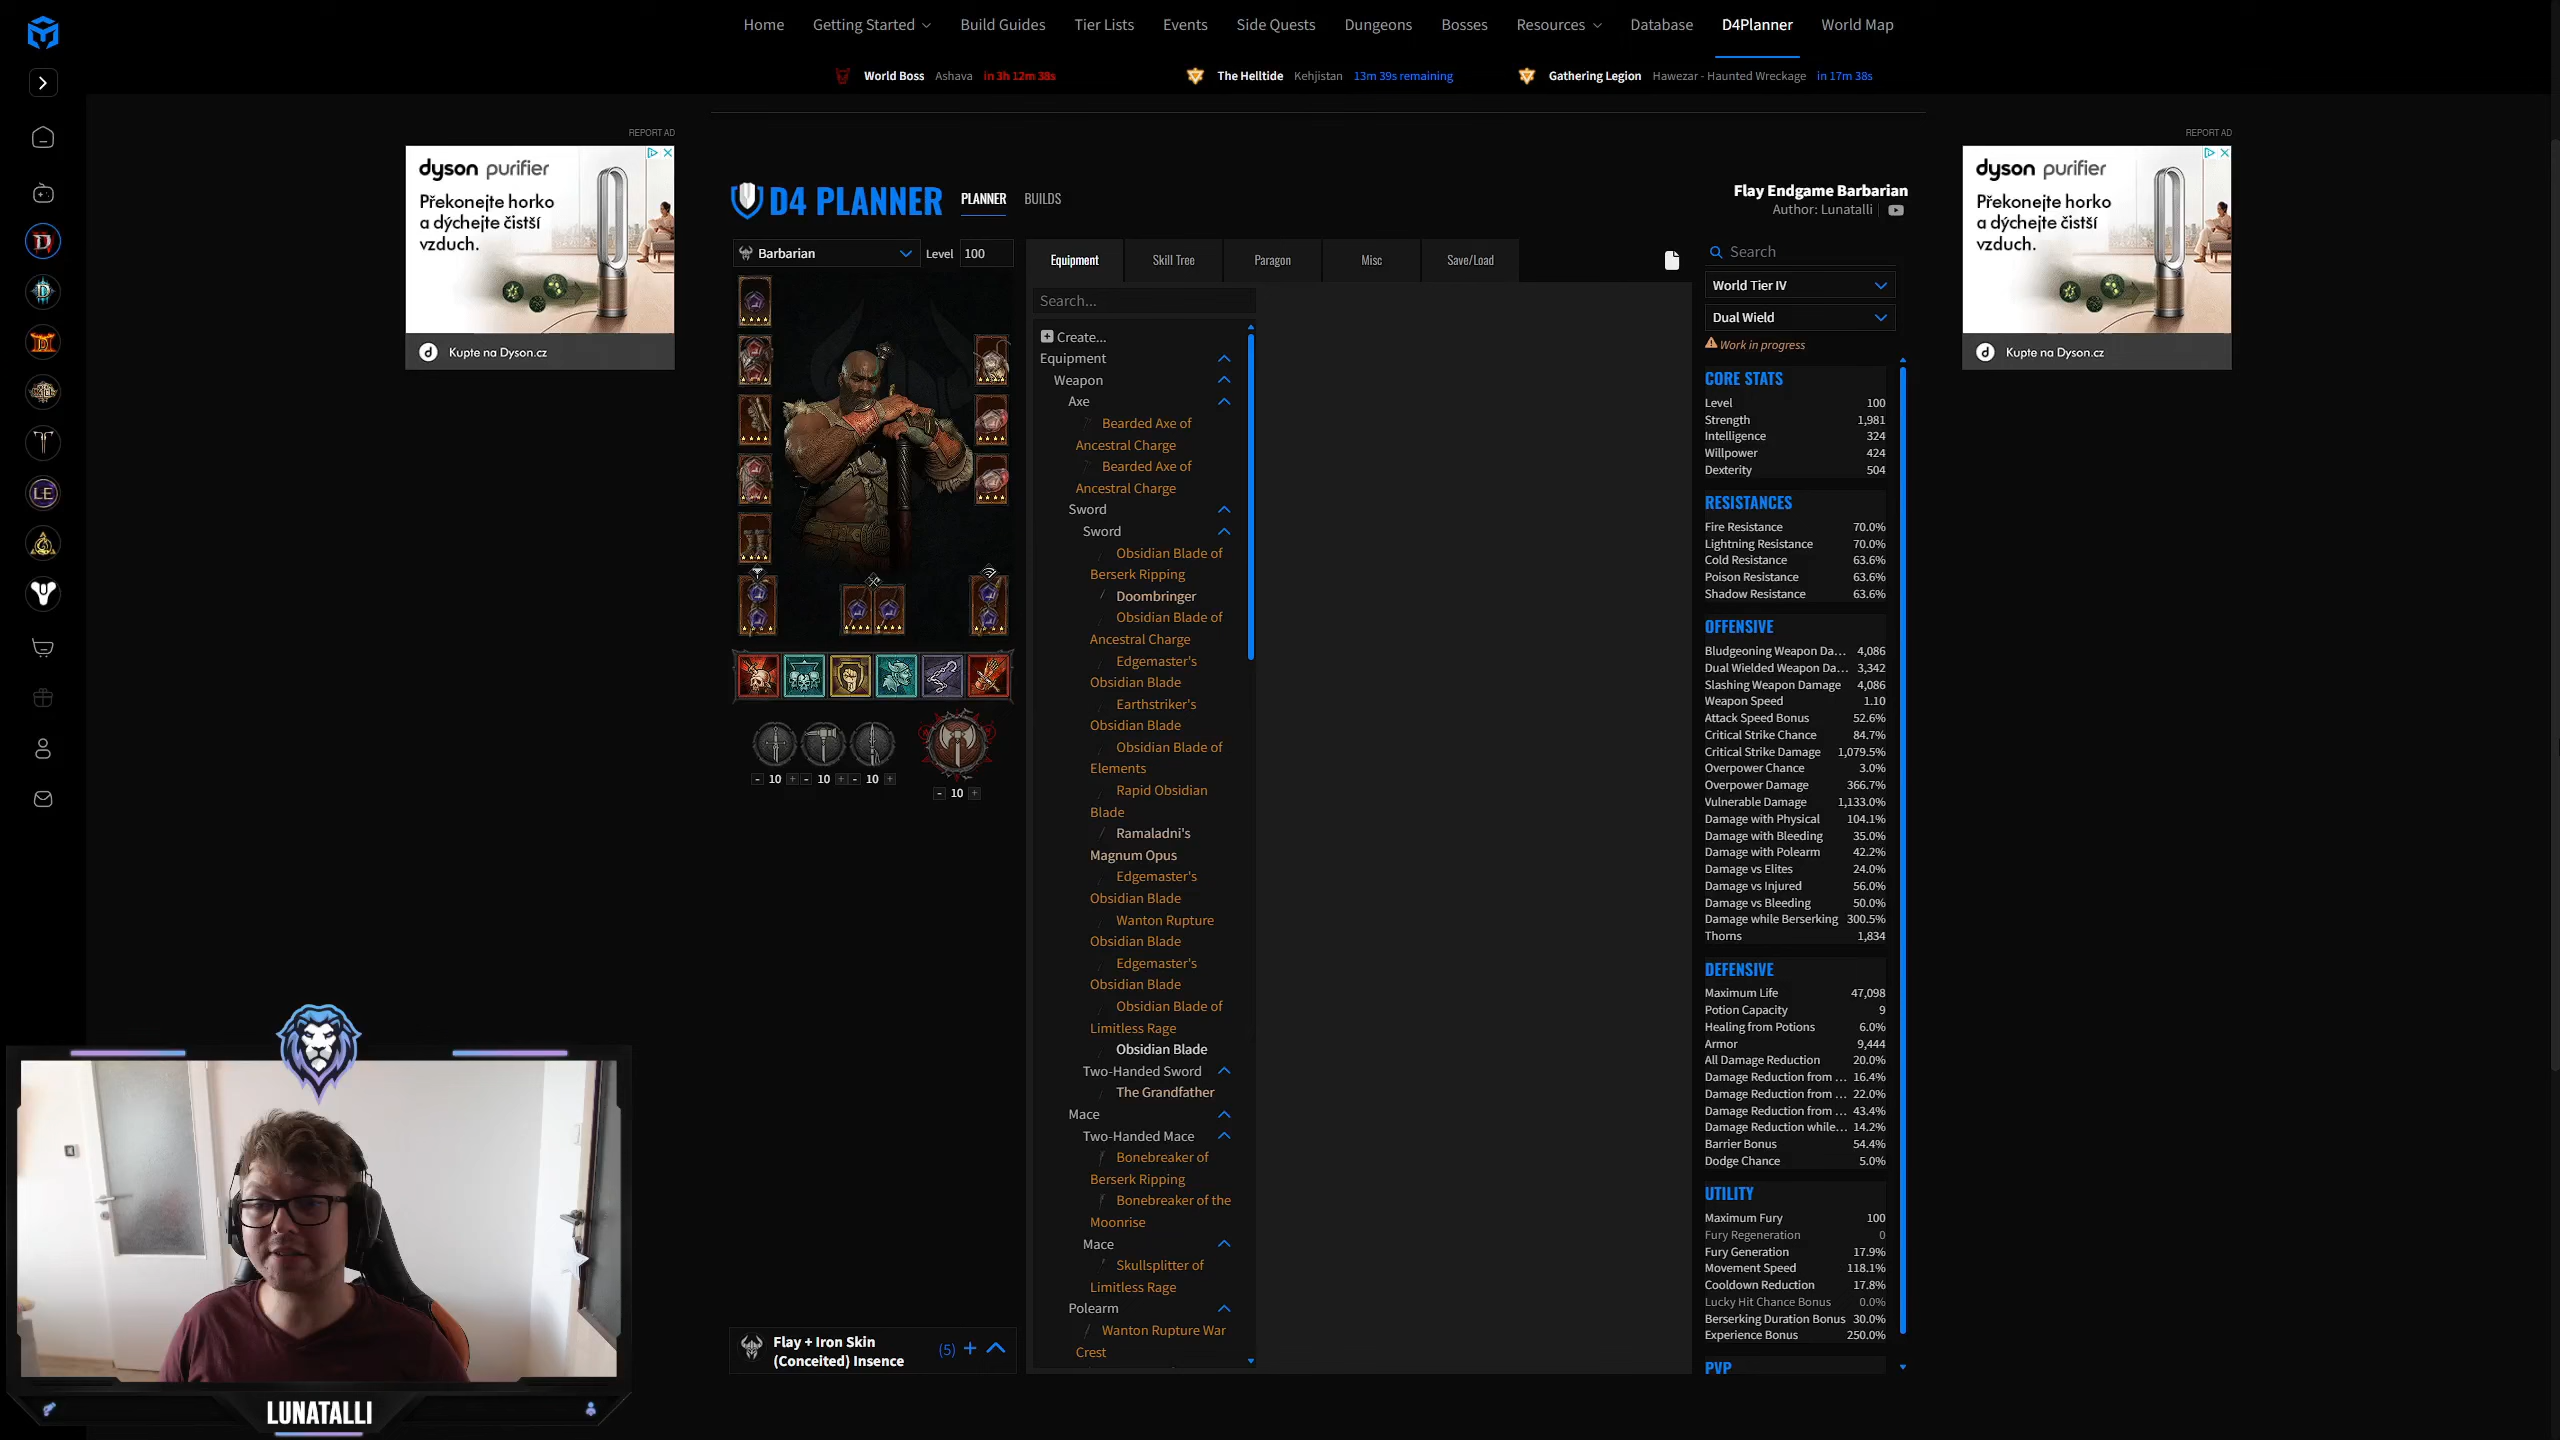 Home
Getting Started
Build Guides
Tier Lists
Events
Side Quests
Dungeons
Bosses
Resources
Database
D4Planner
World Map
World Boss Ashava in 3h 12m 38s
The Helltide Kehjistan 13m 39s remaining
Gathering Legion Hawezar - Haunted Wreckage in 17m 38s
REPORT AD
dyson purifier
Překonejte horko
a dýchejte čistší
vzduch.
Kupte na Dyson.cz
D4 PLANNER
PLANNER
BUILDS
Flay Endgame Barbarian
Author: Lunatalli
Barbarian
Level 100
10
10
10
10
Flay + Iron Skin
(Conceited) Insence
(5)
Equipment
Skill Tree
Paragon
Misc
Save/Load
Search...
Create...
Equipment
Weapon
Axe
Bearded Axe of
Ancestral Charge
Bearded Axe of
Ancestral Charge
Sword
Sword
Obsidian Blade of
Berserk Ripping
Doombringer
Obsidian Blade of
Ancestral Charge
Edgemaster's
Obsidian Blade
Earthstriker's
Obsidian Blade
Obsidian Blade of
Elements
Rapid Obsidian
Blade
Ramaladni's
Magnum Opus
Edgemaster's
Obsidian Blade
Wanton Rupture
Obsidian Blade
Edgemaster's
Obsidian Blade
Obsidian Blade of
Limitless Rage
Obsidian Blade
Two-Handed Sword
The Grandfather
Mace
Two-Handed Mace
Bonebreaker of
Berserk Ripping
Bonebreaker of the
Moonrise
Mace
Skullsplitter of
Limitless Rage
Polearm
Wanton Rupture War
Crest
Search
World Tier IV
Dual Wield
Work in progress
CORE STATS
Level 100
Strength 1,981
Intelligence 324
Willpower 424
Dexterity 504
RESISTANCES
Fire Resistance 70.0%
Lightning Resistance 70.0%
Cold Resistance 63.6%
Poison Resistance 63.6%
Shadow Resistance 63.6%
OFFENSIVE
Bludgeoning Weapon Da... 4,086
Dual Wielded Weapon Da... 3,342
Slashing Weapon Damage 4,086
Weapon Speed 1.10
Attack Speed Bonus 52.6%
Critical Strike Chance 84.7%
Critical Strike Damage 1,079.5%
Overpower Chance 3.0%
Overpower Damage 366.7%
Vulnerable Damage 1,133.0%
Damage with Physical 104.1%
Damage with Bleeding 35.0%
Damage with Polearm 42.2%
Damage vs Elites 24.0%
Damage vs Injured 56.0%
Damage vs Bleeding 50.0%
Damage while Berserking 300.5%
Thorns 1,834
DEFENSIVE
Maximum Life 47,098
Potion Capacity 9
Healing from Potions 6.0%
Armor 9,444
All Damage Reduction 20.0%
Damage Reduction from ... 16.4%
Damage Reduction from ... 22.0%
Damage Reduction from ... 43.4%
Damage Reduction while... 14.2%
Barrier Bonus 54.4%
Dodge Chance 5.0%
UTILITY
Maximum Fury 100
Fury Regeneration 0
Fury Generation 17.9%
Movement Speed 118.1%
Cooldown Reduction 17.8%
Lucky Hit Chance Bonus 0.0%
Berserking Duration Bonus 30.0%
Experience Bonus 250.0%
PVP
REPORT AD
dyson purifier
Překonejte horko
a dýchejte čistší
vzduch.
Kupte na Dyson.cz
LE
LUNATALLI